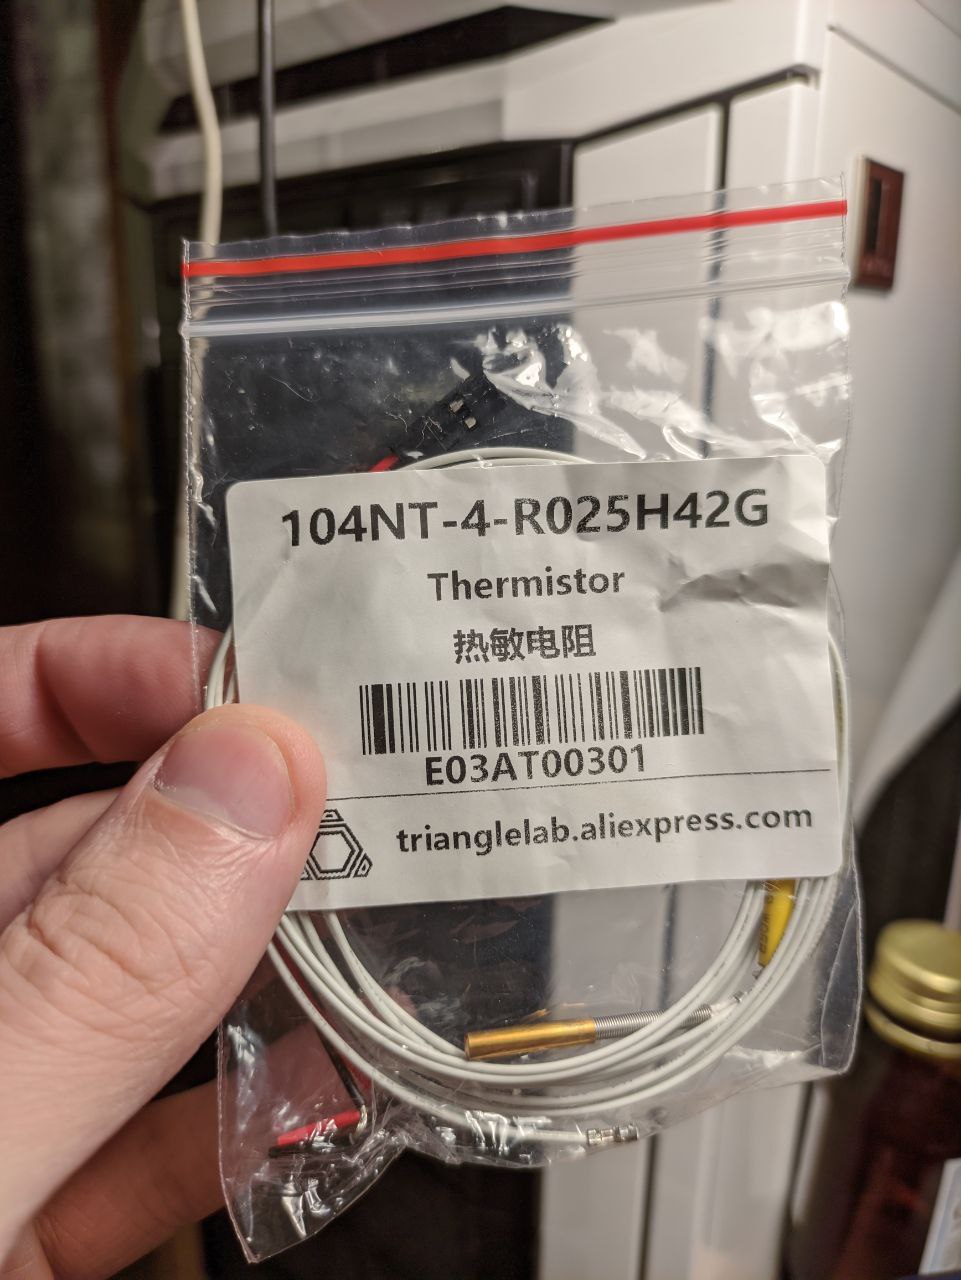 104NT-4-R025H42G
Thermistor
热敏电阻
E03AT00301
trianglelab.aliexpress.com